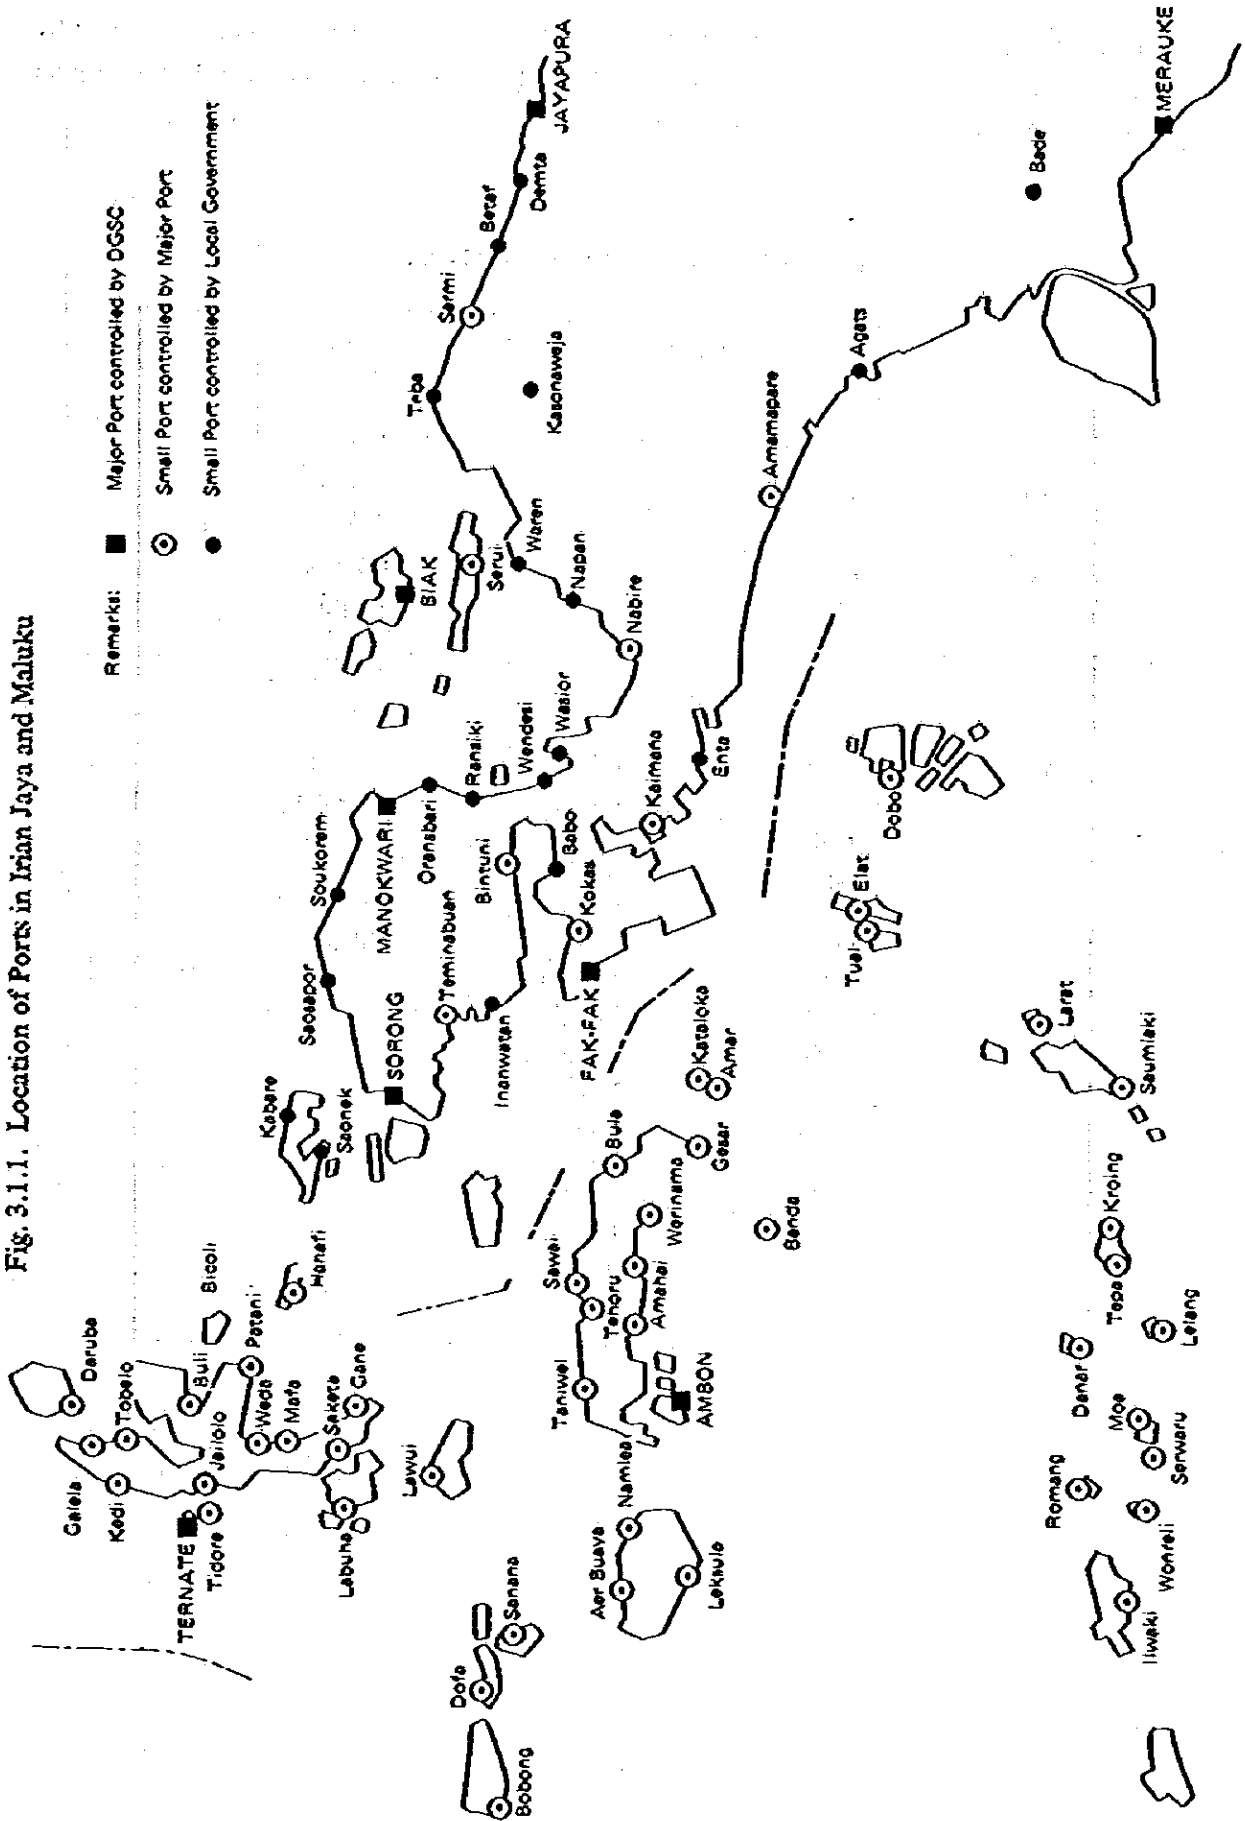 Fig. 3.1.1. Location of Ports in Irian Jaya and Maluku
Remarks:
Major Port controlled by DGSC
Small Port controlled by Major Port
Small Port controlled by Local Government
Daruba
Galela
Tobelo
Kedi
Bicoli
Buli
Jailolo
TERNATE
Tidore
Patani
Weda
Mafa
Sakete
Gane
Labuha
Hanafi
Lawui
Dofa
Sanana
Bobong
Kabare
Saonek
SORONG
Saosapor
Soukorem
MANOKWARI
Oransbari
Ransiki
Wendesi
Wasior
Teminabuan
Inanwatan
Bintuni
Babo
Kokas
FAK-FAK
Kaimana
Enta
BIAK
Serui
Waren
Napan
Nabire
Teba
Sarmi
Betaf
Demta
JAYAPURA
Kasonaweja
Amamapare
Agats
Bade
MERAUKE
Sawai
Bula
Taniwel
Tehoru
Amahai
Werinama
Gesar
Kataloka
Amar
AMBON
Namlea
Aer Buaya
Leksula
Banda
Dobo
Elat
Tual
Larat
Saumlaki
Kroing
Tepa
Lelang
Danar
Moa
Serwaru
Romang
Wonreli
Ilwaki